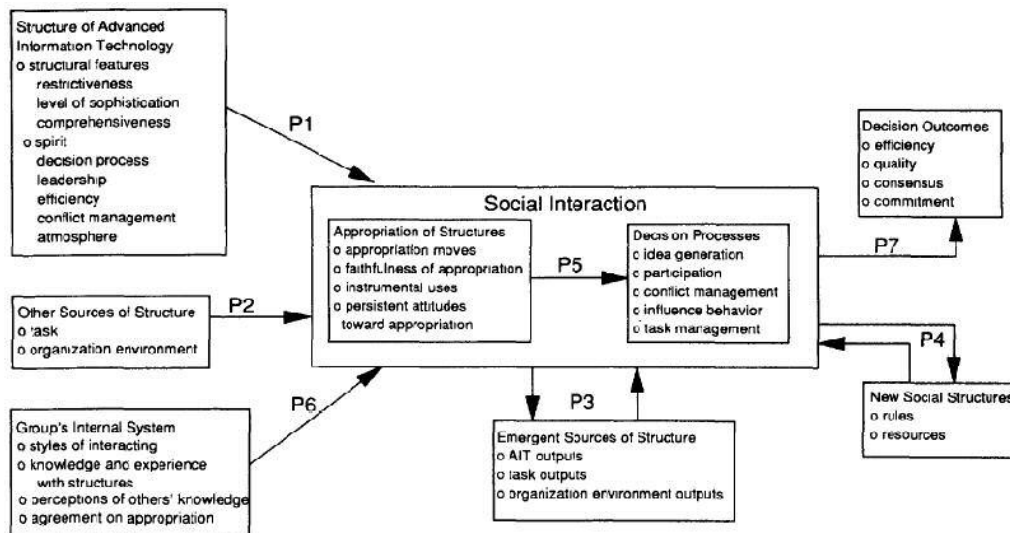 Structure of Advanced
Information Technology
o structural features
restrictiveness
level of sophistication
comprehensiveness
o spirit
decision process
leadership
efficiency
conflict management
atmosphere
P1
Other Sources of Structure
o task
o organization environment
P2
Group's Internal System
o styles of interacting
o knowledge and experience
with structures
o perceptions of others' knowledge
o agreement on appropriation
P6
Social Interaction
Appropriation of Structures
o appropriation moves
o faithfulness of appropriation
o instrumental uses
o persistent attitudes
toward appropriation
P5
Decision Processes
o idea generation
o participation
o conflict management
o influence behavior
o task management
P3
Emergent Sources of Structure
o AIT outputs
o task outputs
o organization environment outputs
Decision Outcomes
o efficiency
o quality
o consensus
o commitment
P7
P4
New Social Structures
o rules
o resources